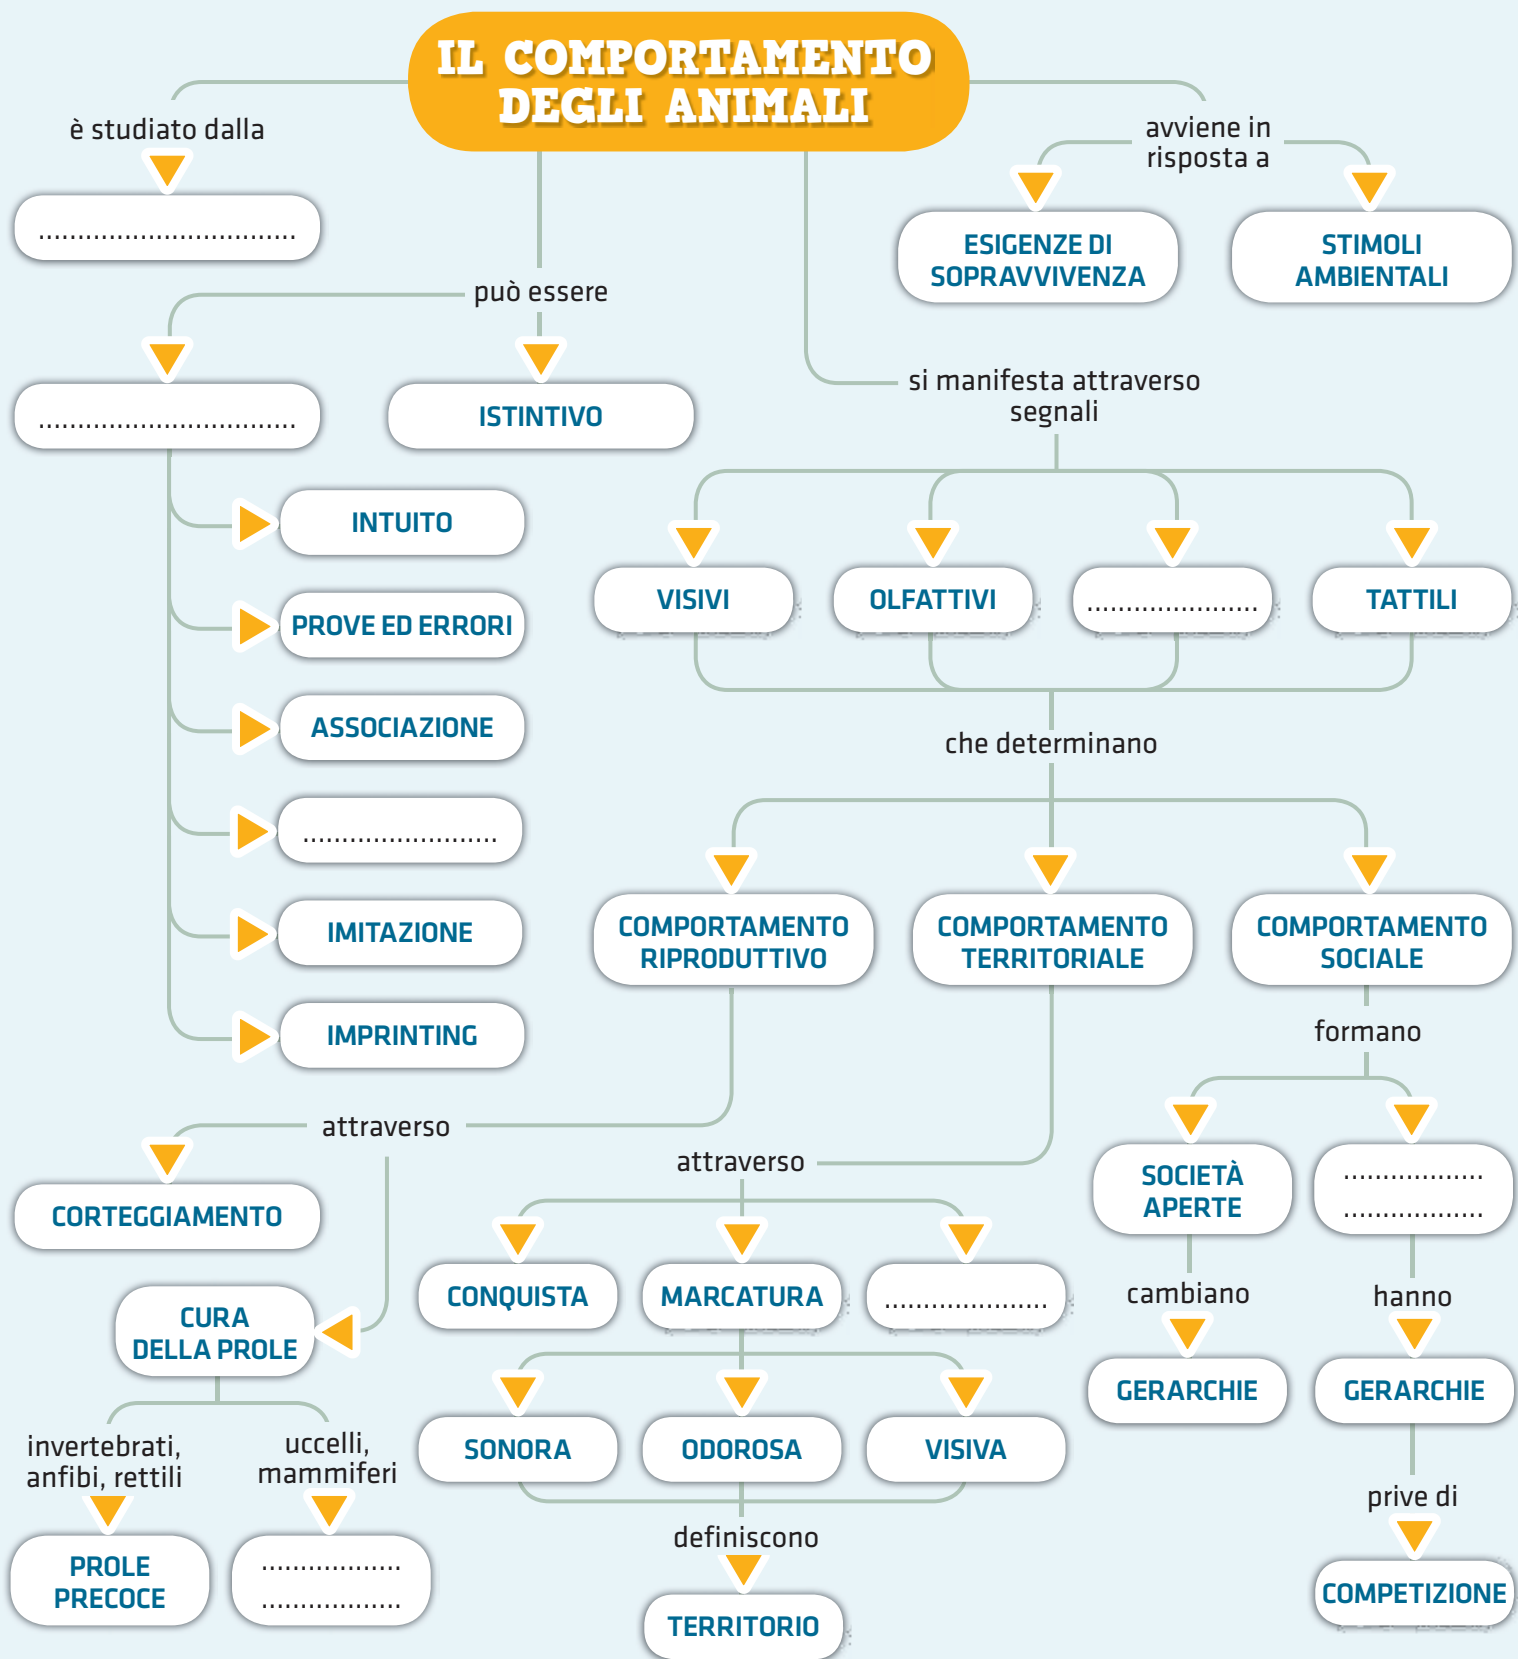 IL COMPORTAMENTO
DEGLI ANIMALI
è studiato dalla
.................................
avviene in
risposta a
ESIGENZE DI
SOPRAVVIVENZA
STIMOLI
AMBIENTALI
può essere
.................................
ISTINTIVO
si manifesta attraverso
segnali
INTUITO
PROVE ED ERRORI
ASSOCIAZIONE
.........................
IMITAZIONE
IMPRINTING
VISIVI
OLFATTIVI
......................
TATTILI
che determinano
COMPORTAMENTO
RIPRODUTTIVO
COMPORTAMENTO
TERRITORIALE
COMPORTAMENTO
SOCIALE
attraverso
CORTEGGIAMENTO
CURA
DELLA PROLE
invertebrati,
anfibi, rettili
uccelli,
mammiferi
PROLE
PRECOCE
..................
..................
attraverso
CONQUISTA
MARCATURA
.....................
SONORA
ODOROSA
VISIVA
definiscono
TERRITORIO
formano
SOCIETÀ
APERTE
..................
..................
cambiano
hanno
GERARCHIE
GERARCHIE
prive di
COMPETIZIONE